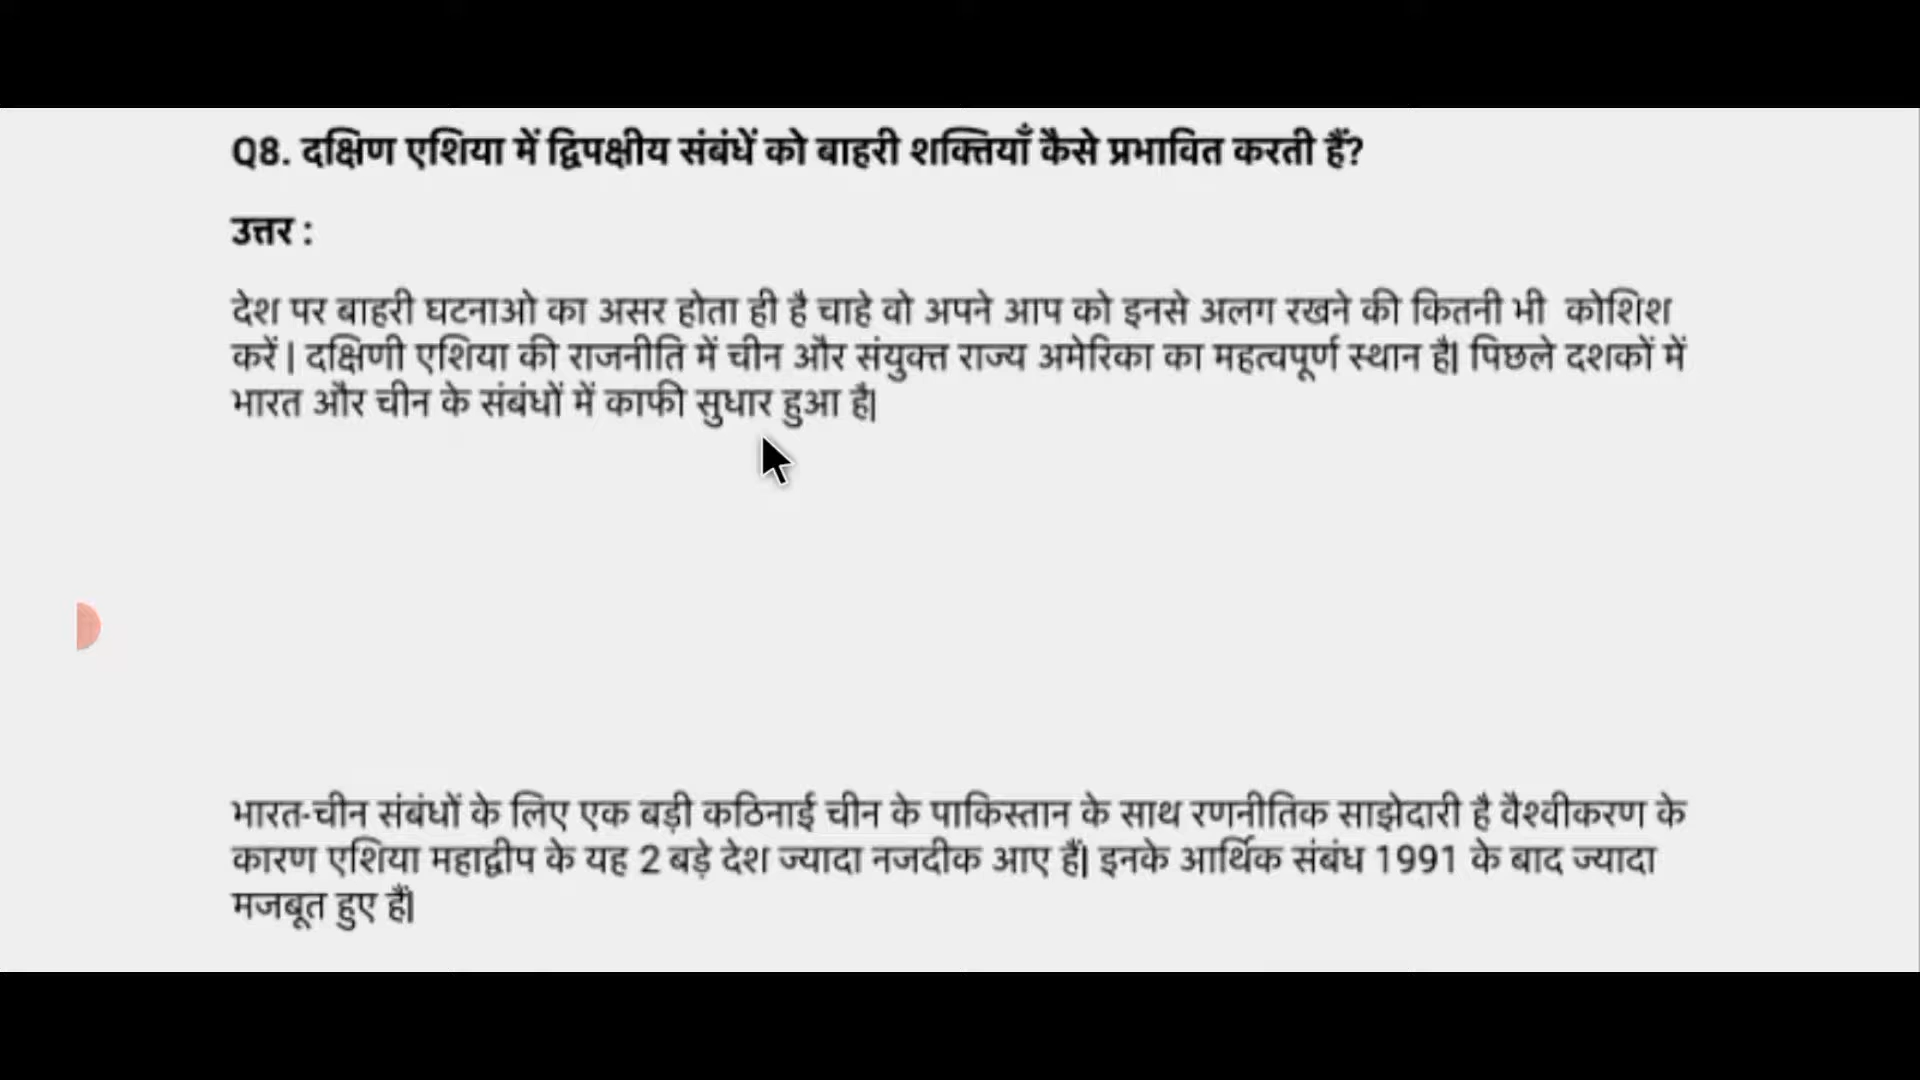 Q8. दक्षिण एशिया में द्विपक्षीय संबंधें को बाहरी शक्तियाँ कैसे प्रभावित करती हैं?
उत्तर :
देश पर बाहरी घटनाओ का असर होता ही है चाहे वो अपने आप को इनसे अलग रखने की कितनी भी कोशिश
करें | दक्षिणी एशिया की राजनीति में चीन और संयुक्त राज्य अमेरिका का महत्वपूर्ण स्थान है| पिछले दशकों में
भारत और चीन के संबंधों में काफी सुधार हुआ है|
भारत-चीन संबंधों के लिए एक बड़ी कठिनाई चीन के पाकिस्तान के साथ रणनीतिक साझेदारी है वैश्वीकरण के
कारण एशिया महाद्वीप के यह 2 बड़े देश ज्यादा नजदीक आए हैं| इनके आर्थिक संबंध 1991 के बाद ज्यादा
मजबूत हुए हैं|